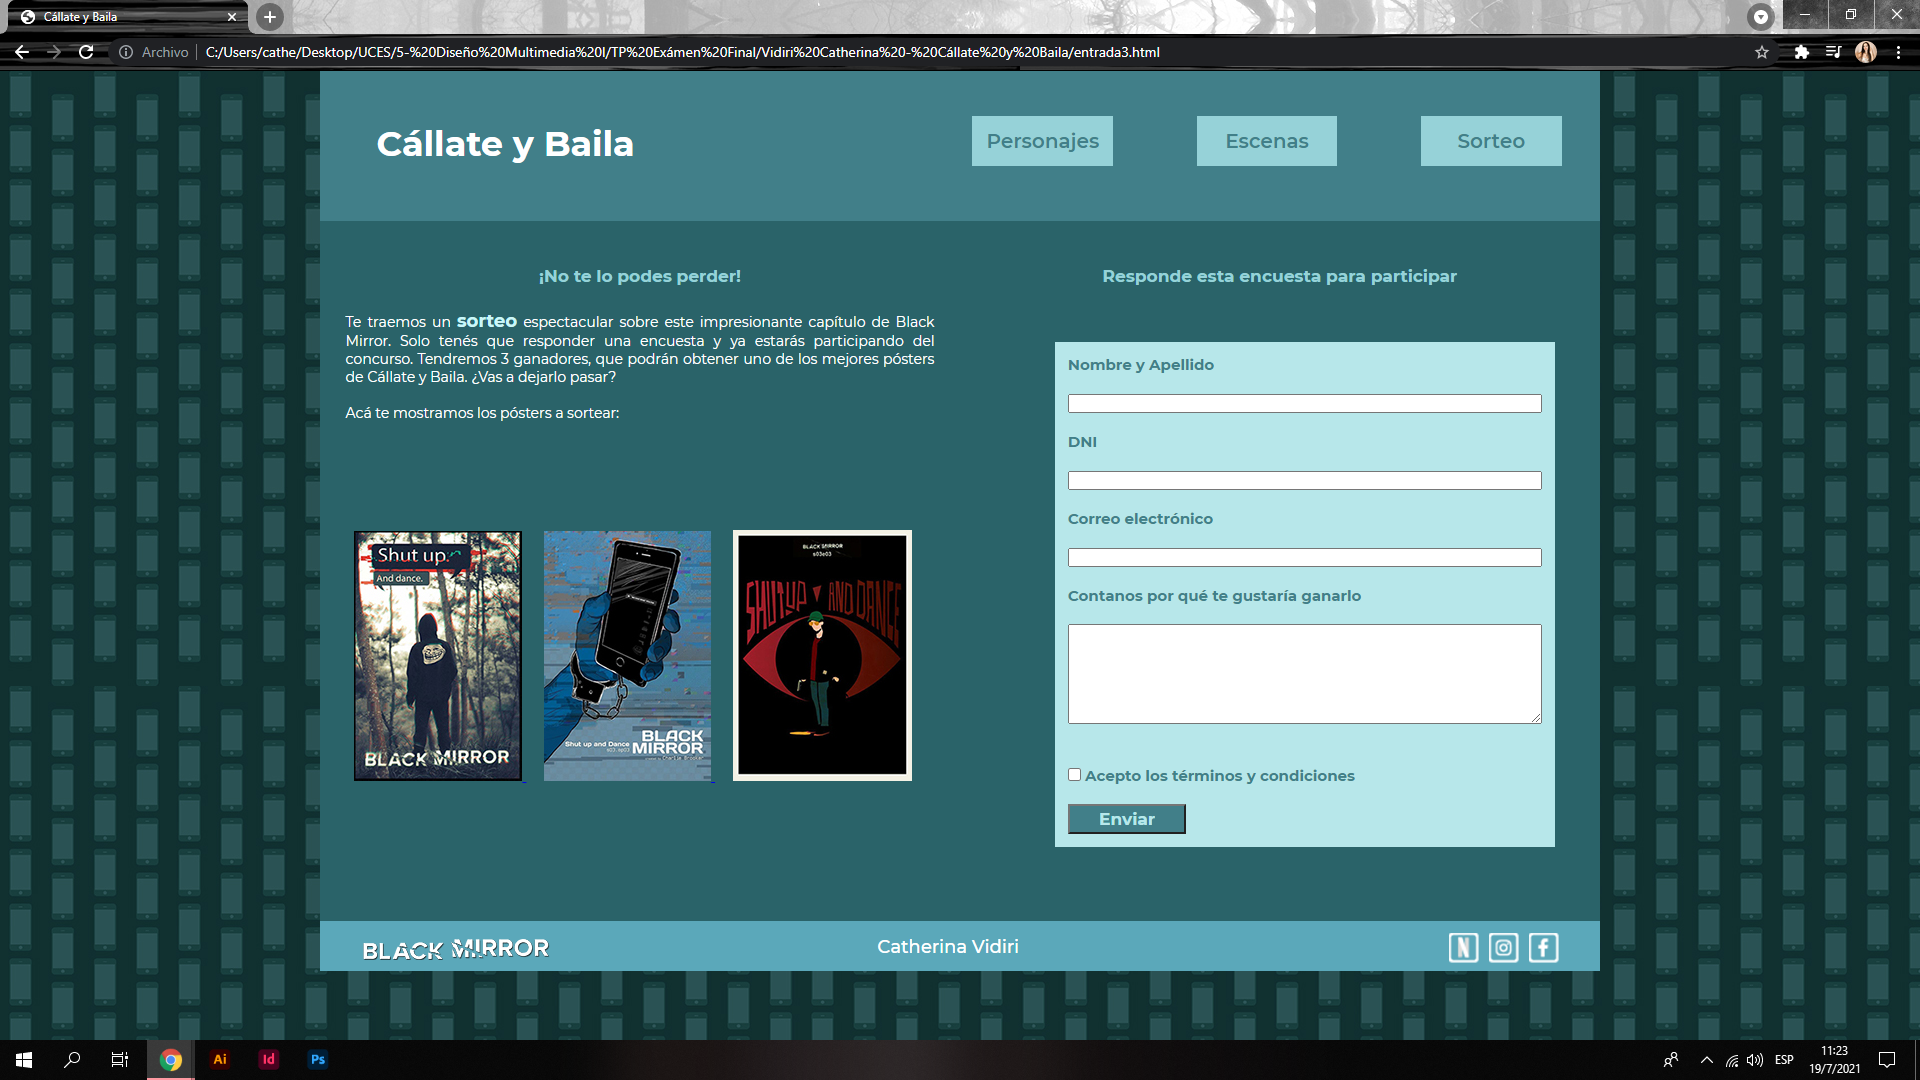 Cállate y Baila
Archivo
C:/Users/cathe/Desktop/UCES/5-%20Diseño%20Multimedia%20I/TP%20Exámen%20Final/Vidiri%20Catherina%20-%20Cállate%20y%20Baila/entrada3.html
Cállate y Baila
Personajes
Escenas
Sorteo
¡No te lo podes perder!
Te traemos un sorteo espectacular sobre este impresionante capítulo de Black
Mirror. Solo tenés que responder una encuesta y ya estarás participando del
concurso. Tendremos 3 ganadores, que podrán obtener uno de los mejores pósters
de Cállate y Baila. ¿Vas a dejarlo pasar?
Acá te mostramos los pósters a sortear:
Shut up.
And dance.
BLACK MIRROR
Shut up and Dance
BLACK
MIRROR
BLACK MIRROR
s03e03
SHUT UP AND DANCE
Responde esta encuesta para participar
Nombre y Apellido
DNI
Correo electrónico
Contanos por qué te gustaría ganarlo
Acepto los términos y condiciones
Enviar
BLACK MIRROR
Catherina Vidiri
N
f
Ai
Id
Ps
ESP
11:23
19/7/2021